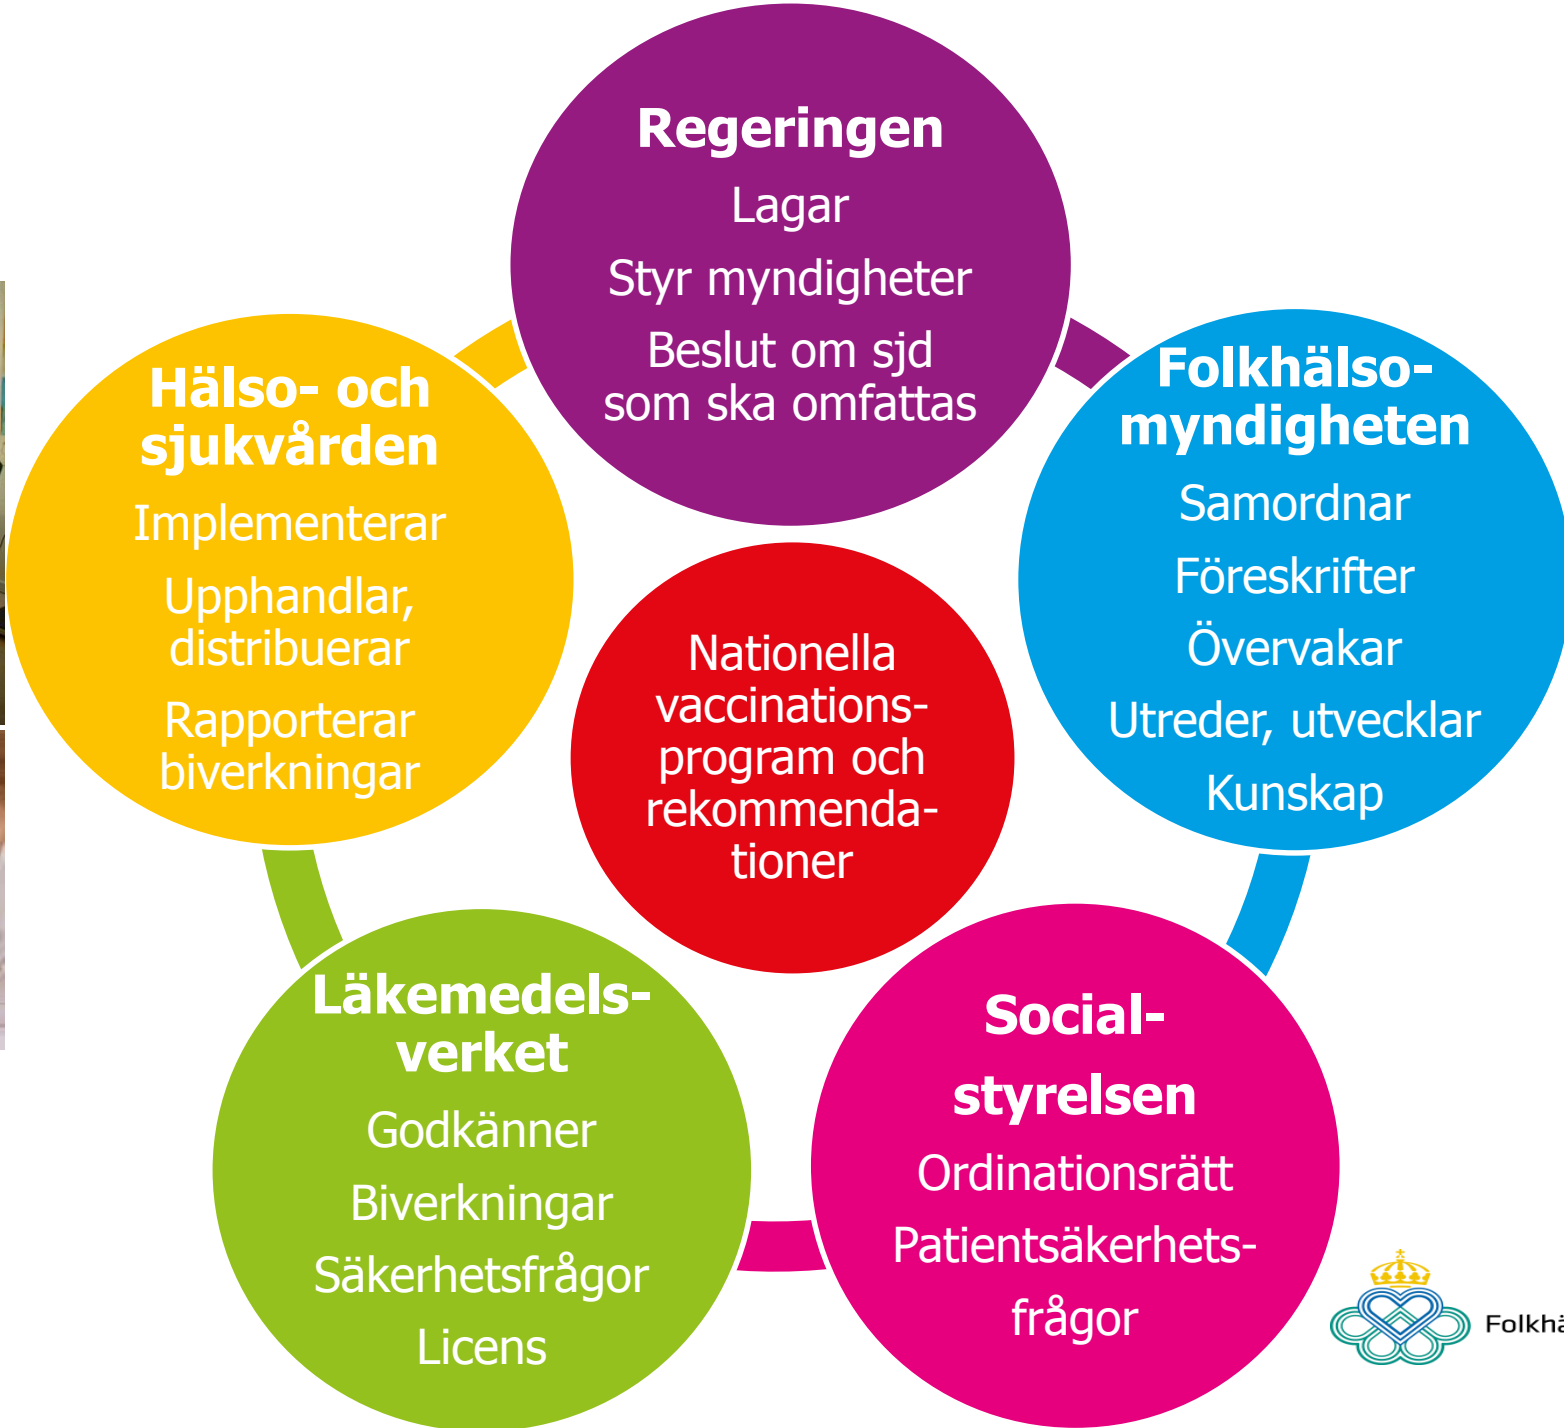 Regeringen
Lagar
Styr myndigheter
Beslut om sjd
som ska omfattas
Folkhälso-
myndigheten
Samordnar
Föreskrifter
Övervakar
Utreder, utvecklar
Kunskap
Social-
styrelsen
Ordinationsrätt
Patientsäkerhets-
frågor
Läkemedels-
verket
Godkänner
Biverkningar
Säkerhetsfrågor
Licens
Hälso- och
sjukvården
Implementerar
Upphandlar,
distribuerar
Rapporterar
biverkningar
Nationella
vaccinations-
program och
rekommenda-
tioner